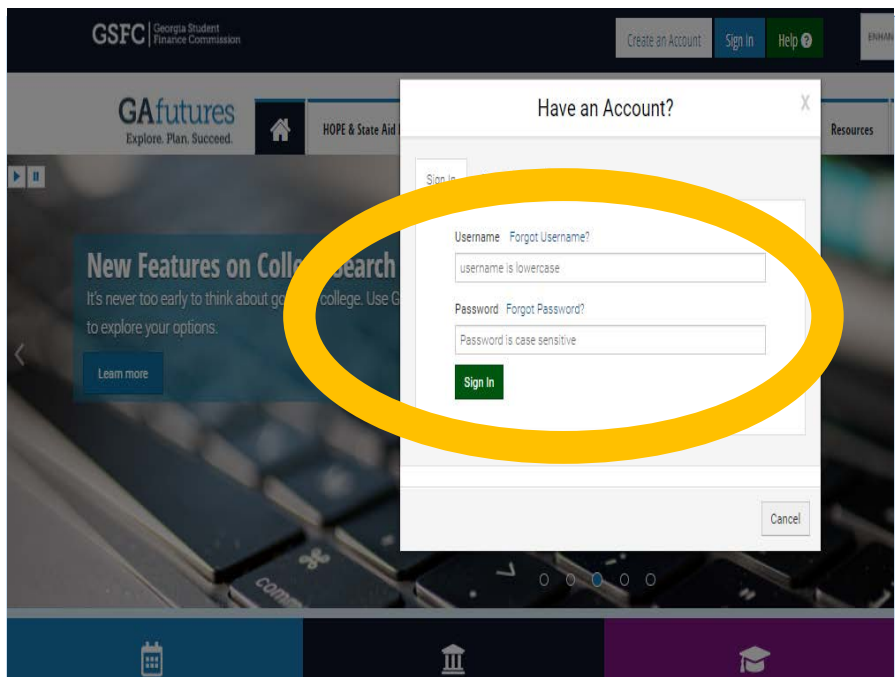 GSFC Georgia Student
Finance Commission
Create an Account Sign In Help
GAfutures
Explore. Plan. Succeed.
HOPE & State Aid
Resources
Have an Account?
X
Sign In
Username Forgot Username?
username is lowercase
Password Forgot Password?
Password is case sensitive
Sign In
Cancel
New Features on
It's never too early to think about college. Use
to explore your options.
Learn more